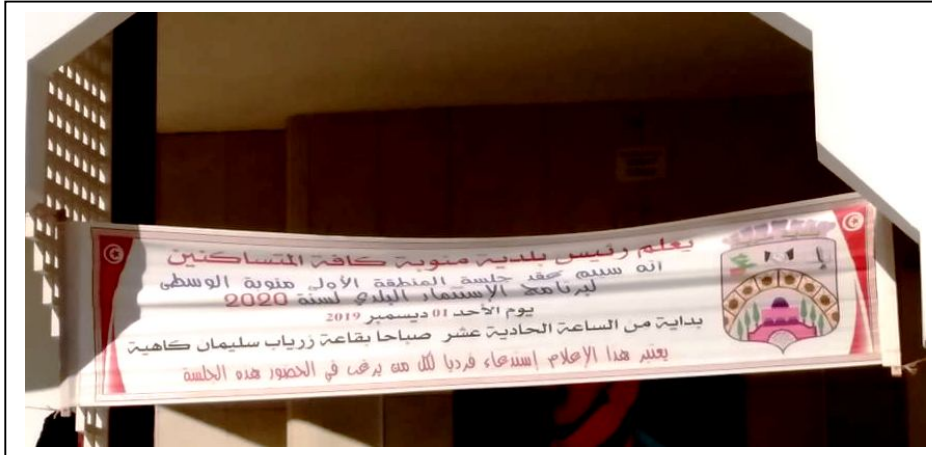 يعلم رئيس بلدية منوبة كافة المتساكنين
انه سيتم عقد جلسة المنطقة الأولى منوبة الوسطى
لبرنامج الإستثمار البلدي لسنة 2020
يوم الأحد 01 ديسمبر 2019
بداية من الساعة الحادية عشر صباحا بقاعة زرياب سليمان كاهية
يعتبر هذا الإعلام إستدعاء فرديا لكل من يرغب في الحضور هذه الجلسة